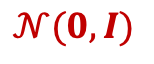 𝒩(𝟎, 𝑰)